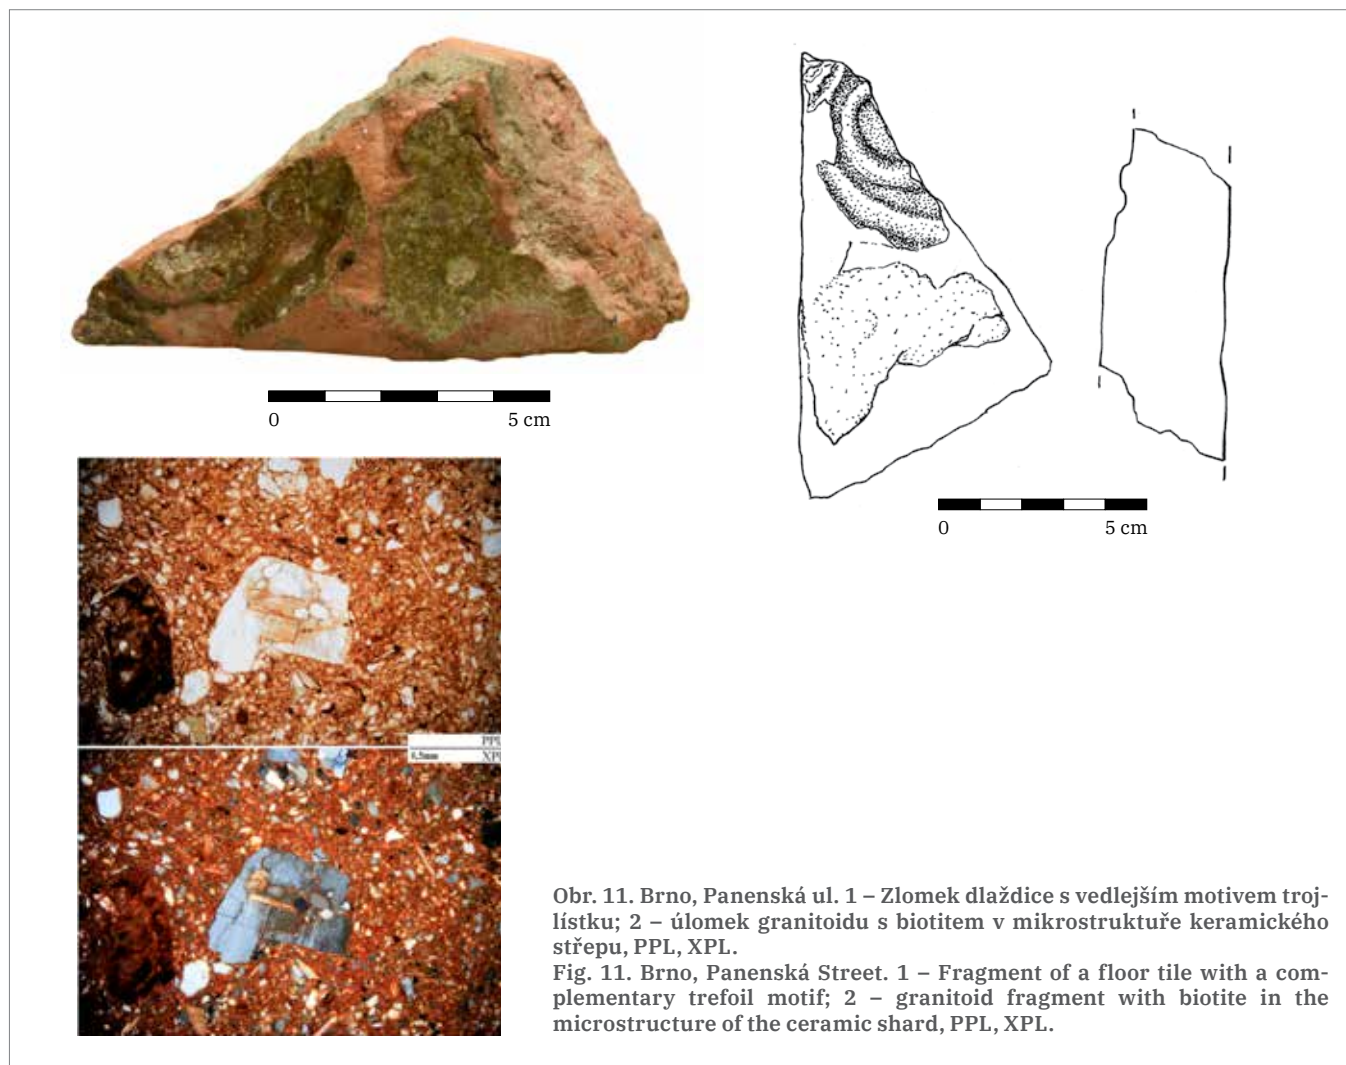 0 5 cm
0 5 cm
PPL
0.5mm XPL
Obr. 11. Brno, Panenská ul. 1 – Zlomek dlaždice s vedlejším motivem troj-
lístku; 2 – úlomek granitoidu s biotitem v mikrostruktuře keramického
střepu, PPL, XPL.
Fig. 11. Brno, Panenská Street. 1 – Fragment of a floor tile with a com-
plementary trefoil motif; 2 – granitoid fragment with biotite in the
microstructure of the ceramic shard, PPL, XPL.